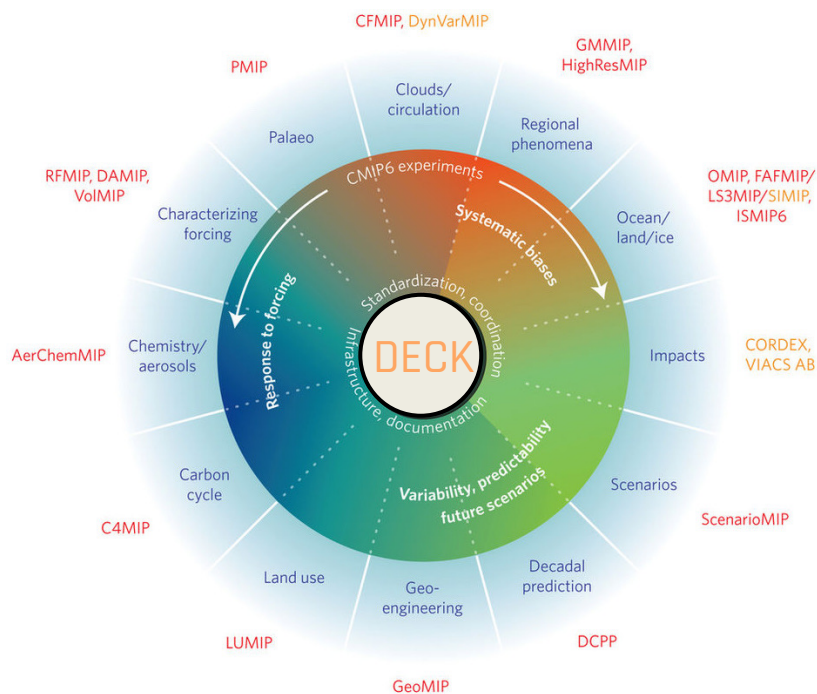 CFMIP, DynVarMIP
GMMIP,
HighResMIP
PMIP
Clouds/
circulation
Regional
phenomena
Palaeo
CMIP6 experiments
RFMIP, DAMIP,
VolMIP
OMIP, FAFMIP/
LS3MIP/SIMIP,
ISMIP6
Characterizing
forcing
Systematic biases
Ocean/
land/ice
Response to forcing
Standardization, coordination
DECK
Infrastructure, documentation
AerChemMIP
Chemistry/
aerosols
Impacts
CORDEX,
VIACS AB
Variability, predictability
future scenarios
Carbon
cycle
Scenarios
C4MIP
ScenarioMIP
Land use
Geo-
engineering
Decadal
prediction
LUMIP
DCPP
GeoMIP